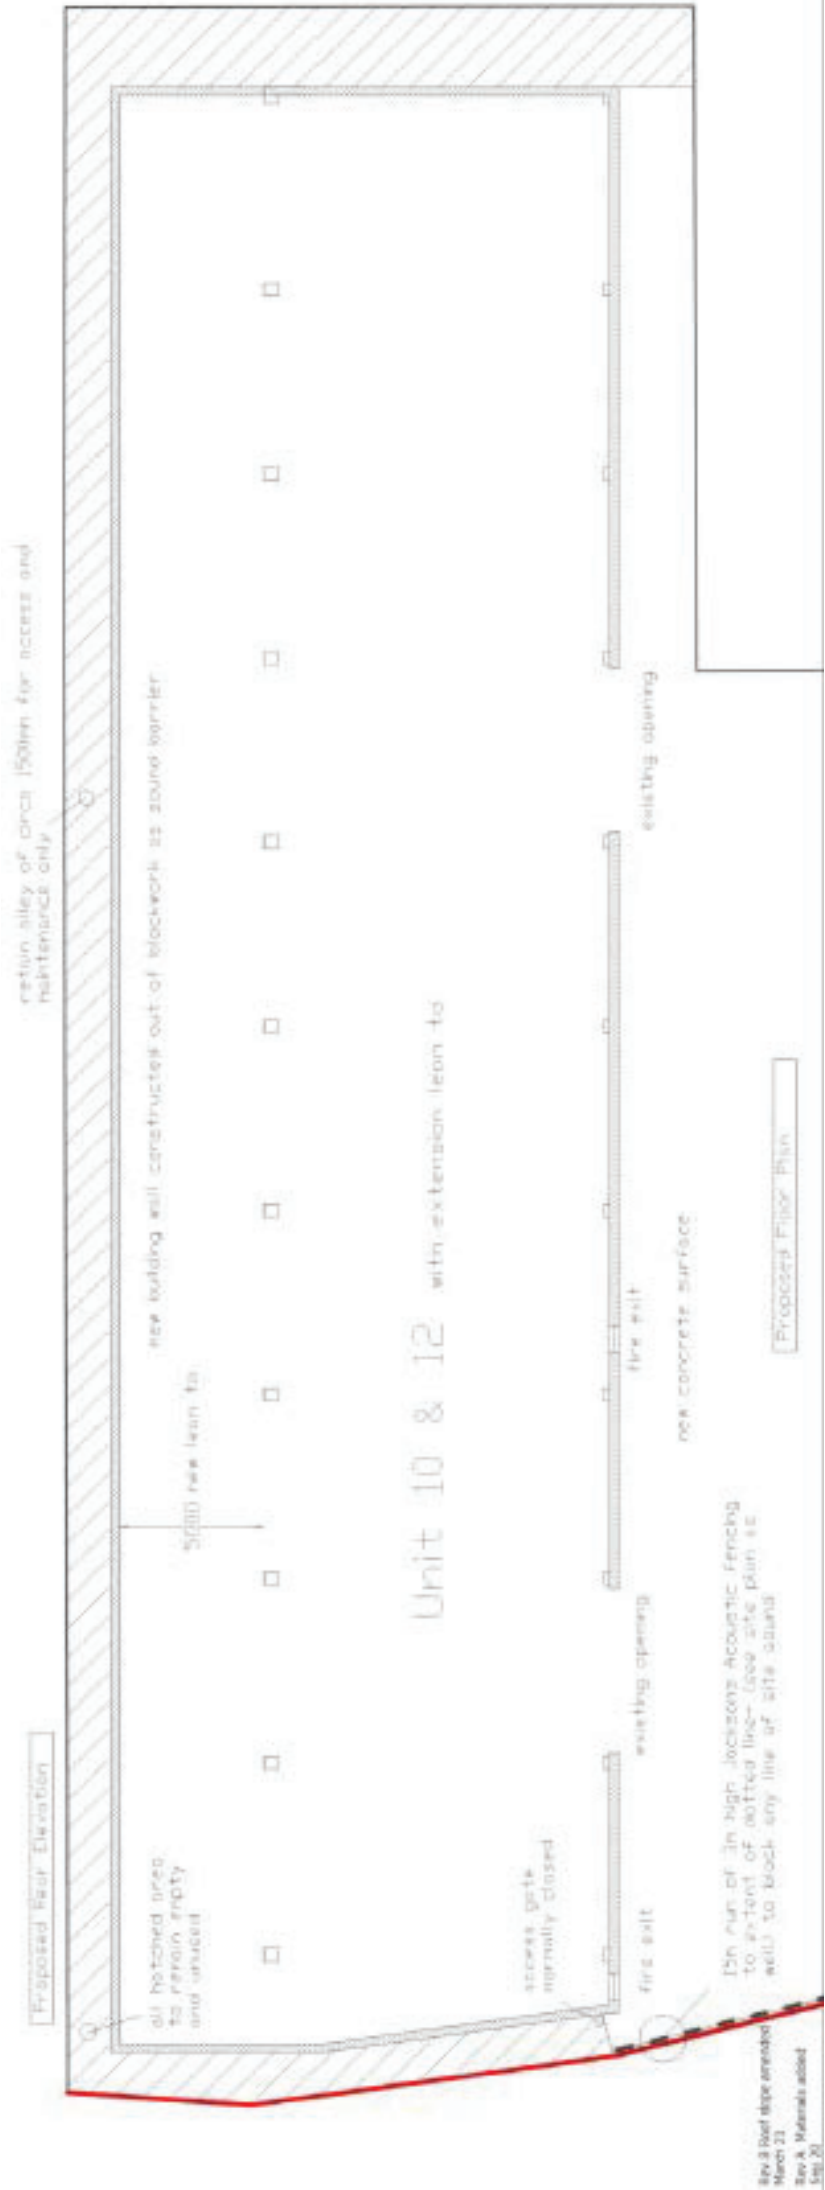 Proposed Rear Elevation
retain alley of circa 1500mm for access and
maintenance only
all hatched area
to remain empty
and unused
5000 new lean to
new building wall constructed out of blockwork as sound barrier
Unit 10 & 12 with extension lean to
access gate
normally closed
fire exit
existing opening
fire exit
existing opening
new concrete surface
15m run of 3m high Jacksons Acoustic Fencing
to extent of dotted line- (see site plan as
well) to block any line of site sound
Proposed Floor Plan
Rev B Roof slope amended
March 21
Rev A Materials added
Sep 20